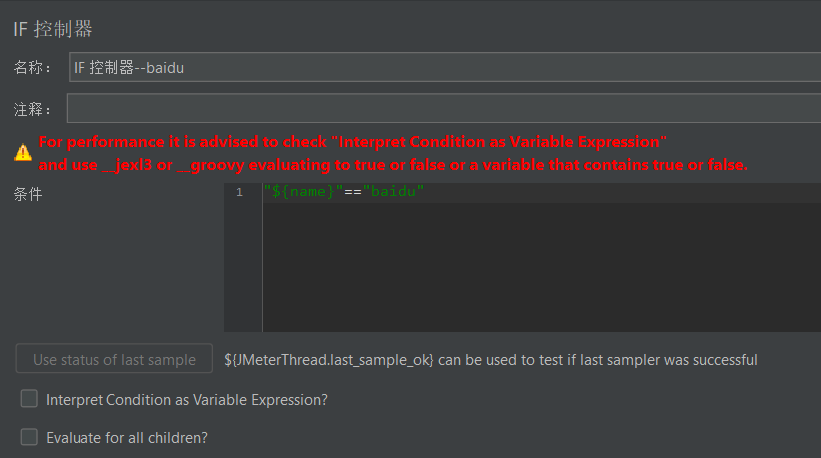 IF 控制器
名称： IF 控制器--baidu
注释：
For performance it is advised to check "Interpret Condition as Variable Expression"
and use __jexl3 or __groovy evaluating to true or false or a variable that contains true or false.
条件 1 "${name}"=="baidu"
Use status of last sample ${JMeterThread.last_sample_ok} can be used to test if last sampler was successful
Interpret Condition as Variable Expression?
Evaluate for all children?